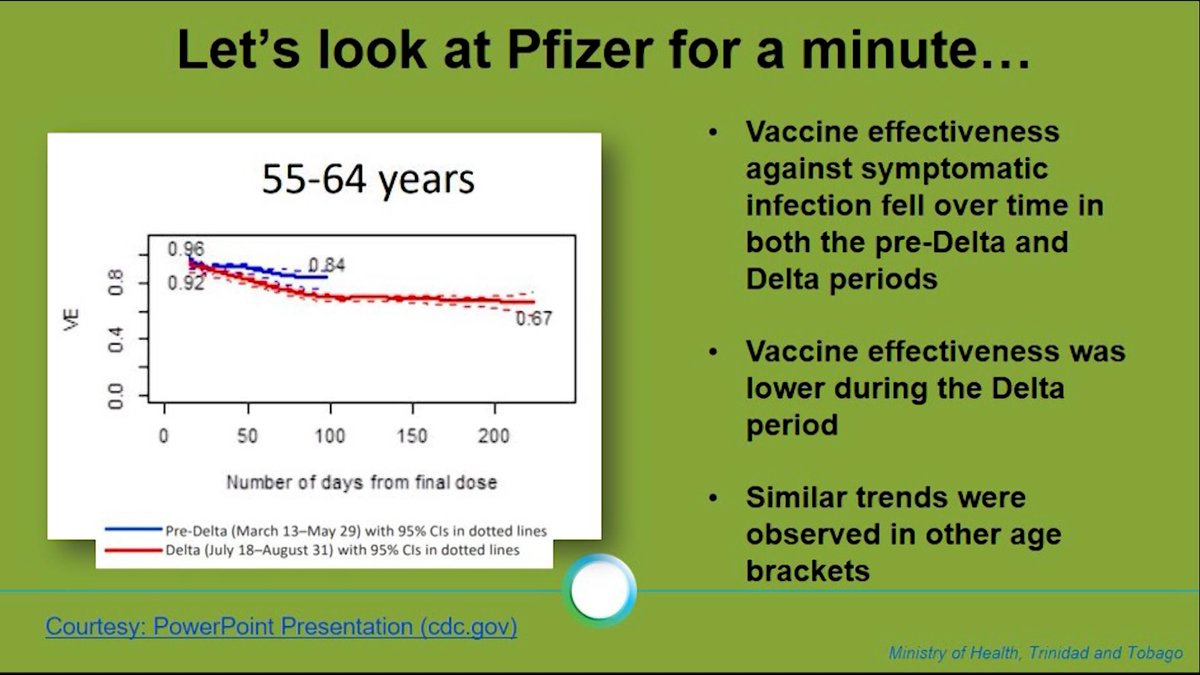 Let's look at Pfizer for a minute…
55-64 years
0.96
0.84
0.92
0.67
VE
0.8
0.4
0.0
0
50
100
150
200
Number of days from final dose
Pre-Delta (March 13–May 29) with 95% CIs in dotted lines
Delta (July 18–August 31) with 95% CIs in dotted lines
• Vaccine effectiveness
against symptomatic
infection fell over time in
both the pre-Delta and
Delta periods
• Vaccine effectiveness was
lower during the Delta
period
• Similar trends were
observed in other age
brackets
Courtesy: PowerPoint Presentation (cdc.gov)
Ministry of Health, Trinidad and Tobago